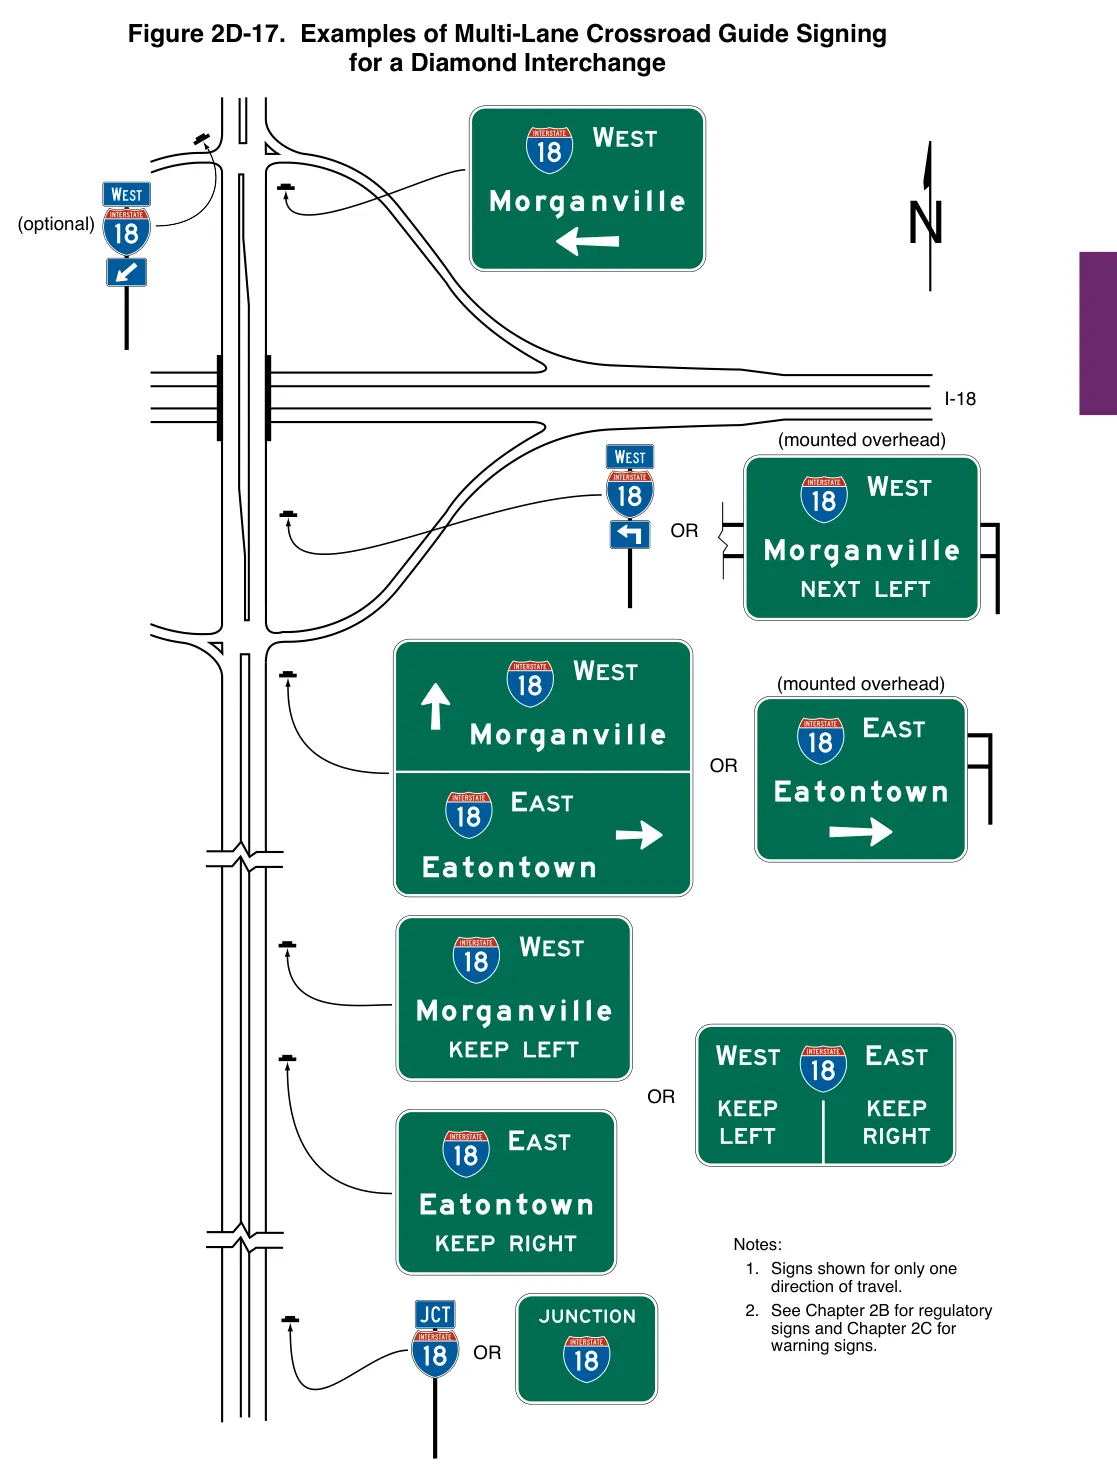 Figure 2D-17. Examples of Multi-Lane Crossroad Guide Signing
for a Diamond Interchange
INTERSTATE
18
WEST
Morganville
WEST
(optional)
INTERSTATE
18
N
I-18
(mounted overhead)
WEST
INTERSTATE
18
OR
INTERSTATE
18
WEST
Morganville
NEXT LEFT
INTERSTATE
18
WEST
Morganville
INTERSTATE
18
EAST
Eatontown
OR
(mounted overhead)
INTERSTATE
18
EAST
Eatontown
INTERSTATE
18
WEST
Morganville
KEEP LEFT
OR
WEST
INTERSTATE
18
EAST
KEEP
LEFT
KEEP
RIGHT
INTERSTATE
18
EAST
Eatontown
KEEP RIGHT
Notes:
1. Signs shown for only one
direction of travel.
2. See Chapter 2B for regulatory
signs and Chapter 2C for
warning signs.
JCT
INTERSTATE
18
OR
JUNCTION
INTERSTATE
18